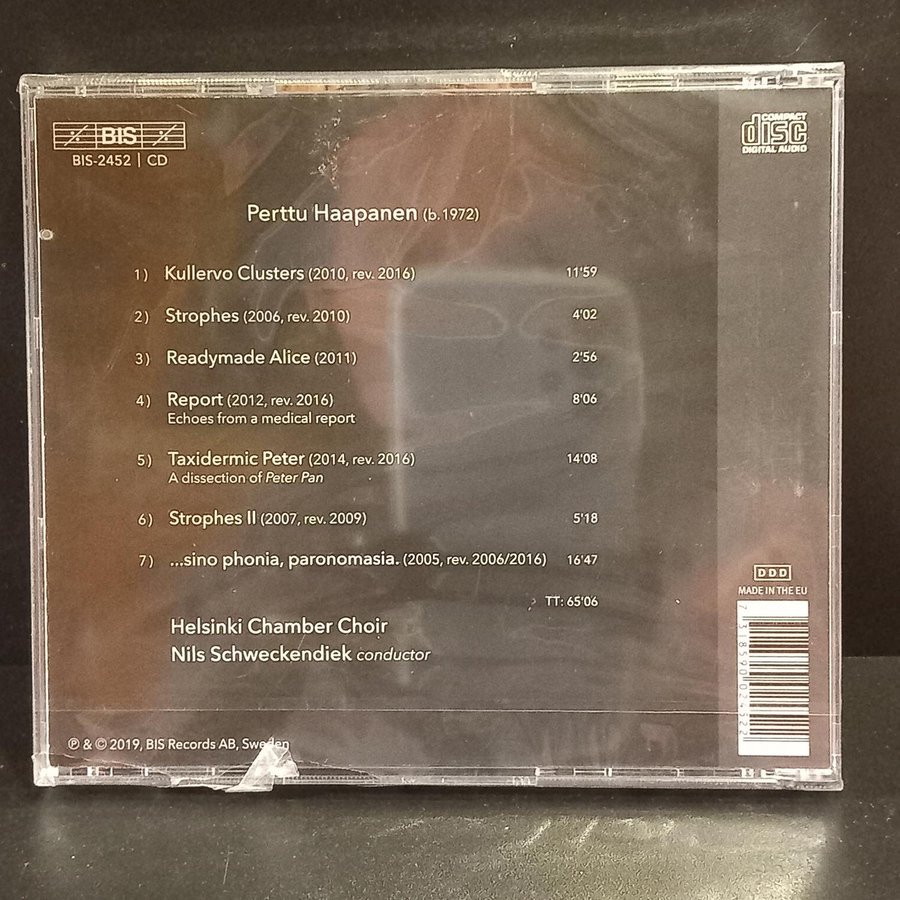 BIS
BIS-2452 | CD
COMPACT
disc
DIGITAL AUDIO
Perttu Haapanen (b.1972)
1) Kullervo Clusters (2010, rev. 2016) 11'59
2) Strophes (2006, rev. 2010) 4'02
3) Readymade Alice (2011) 2'56
4) Report (2012, rev. 2016) 8'06
Echoes from a medical report
5) Taxidermic Peter (2014, rev. 2016) 14'08
A dissection of Peter Pan
6) Strophes II (2007, rev. 2009) 5'18
7) ...sino phonia, paronomasia. (2005, rev. 2006/2016) 16'47
TT: 65'06
Helsinki Chamber Choir
Nils Schweckendiek conductor
DDD
MADE IN THE EU
7 318590 024522
℗ & © 2019, BIS Records AB, Sweden